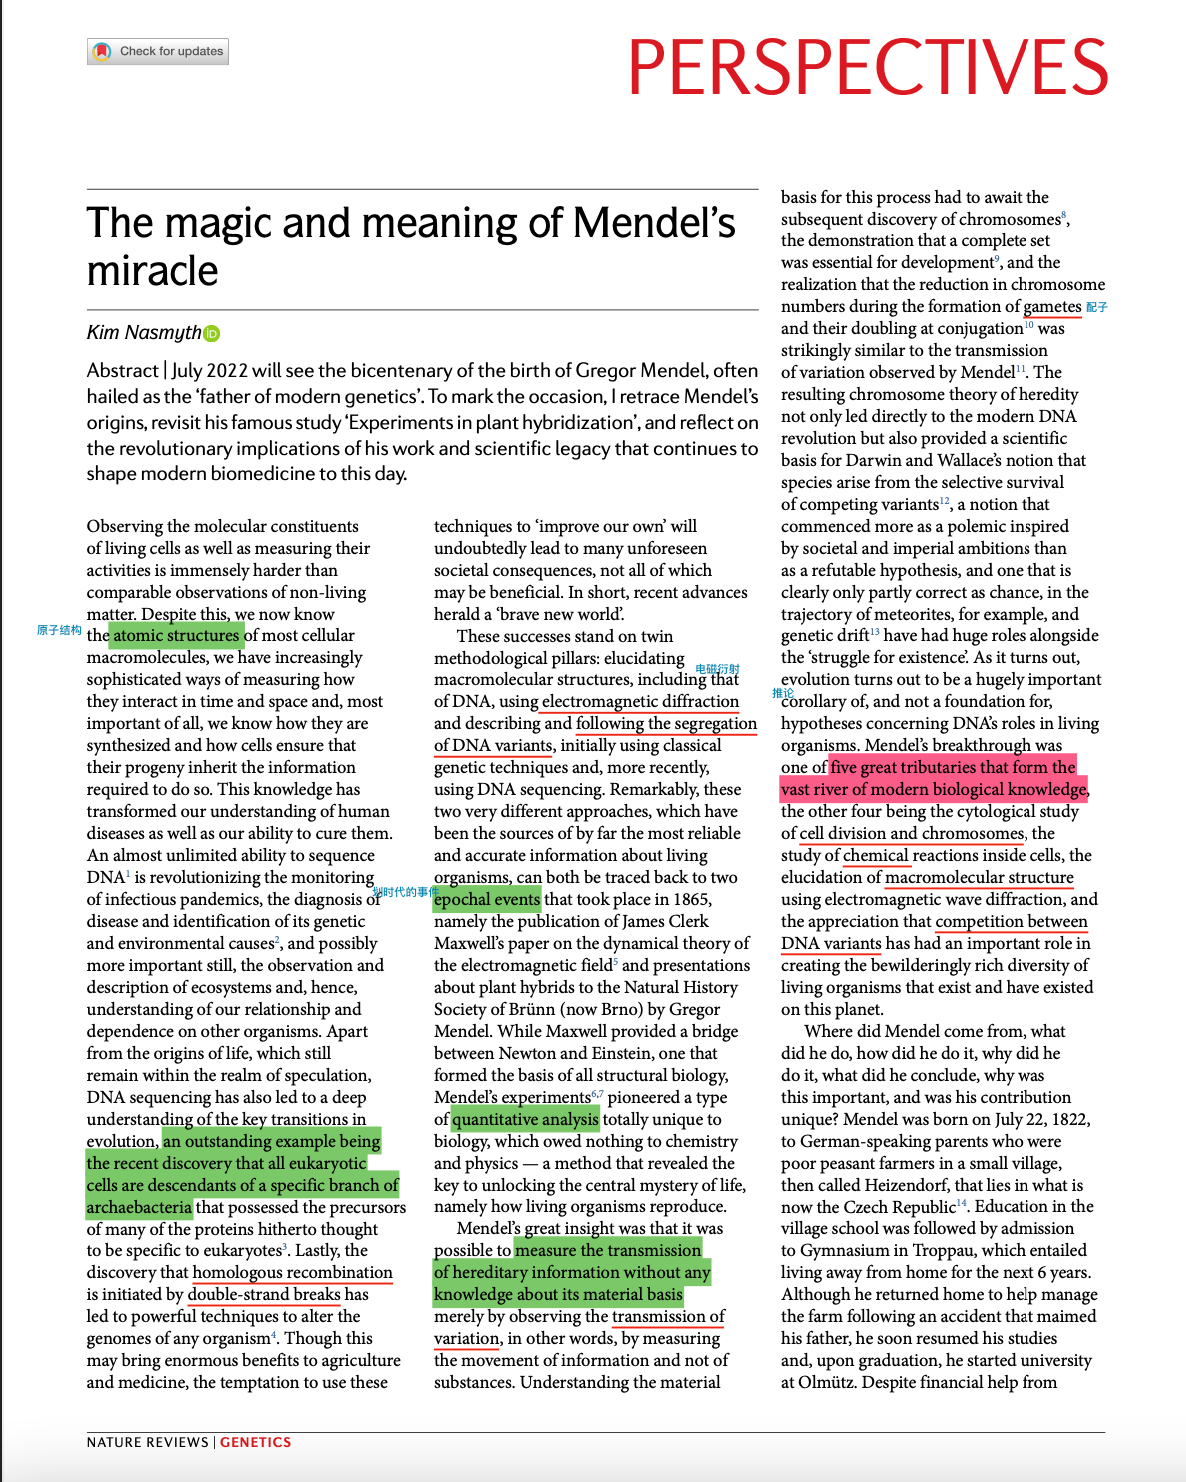 Check for updates
PERSPECTIVES
The magic and meaning of Mendel's
miracle
Kim Nasmyth iD
Abstract | July 2022 will see the bicentenary of the birth of Gregor Mendel, often
hailed as the ‘father of modern genetics’. To mark the occasion, I retrace Mendel's
origins, revisit his famous study ‘Experiments in plant hybridization’, and reflect on
the revolutionary implications of his work and scientific legacy that continues to
shape modern biomedicine to this day.
Observing the molecular constituents
of living cells as well as measuring their
activities is immensely harder than
comparable observations of non-living
matter. Despite this, we now know
原子结构
the atomic structures of most cellular
macromolecules, we have increasingly
sophisticated ways of measuring how
they interact in time and space and, most
important of all, we know how they are
synthesized and how cells ensure that
their progeny inherit the information
required to do so. This knowledge has
transformed our understanding of human
diseases as well as our ability to cure them.
An almost unlimited ability to sequence
DNA1 is revolutionizing the monitoring
of infectious pandemics, the diagnosis of
划时代的事件
disease and identification of its genetic
and environmental causes2, and possibly
more important still, the observation and
description of ecosystems and, hence,
understanding of our relationship and
dependence on other organisms. Apart
from the origins of life, which still
remain within the realm of speculation,
DNA sequencing has also led to a deep
understanding of the key transitions in
evolution, an outstanding example being
the recent discovery that all eukaryotic
cells are descendants of a specific branch of
archaebacteria that possessed the precursors
of many of the proteins hitherto thought
to be specific to eukaryotes3. Lastly, the
discovery that homologous recombination
is initiated by double-strand breaks has
led to powerful techniques to alter the
genomes of any organism4. Though this
may bring enormous benefits to agriculture
and medicine, the temptation to use these
techniques to ‘improve our own’ will
undoubtedly lead to many unforeseen
societal consequences, not all of which
may be beneficial. In short, recent advances
herald a ‘brave new world’.
These successes stand on twin
methodological pillars: elucidating
电磁衍射
macromolecular structures, including that
of DNA, using electromagnetic diffraction
and describing and following the segregation
of DNA variants, initially using classical
genetic techniques and, more recently,
using DNA sequencing. Remarkably, these
two very different approaches, which have
been the sources of by far the most reliable
and accurate information about living
organisms, can both be traced back to two
epochal events that took place in 1865,
namely the publication of James Clerk
Maxwell's paper on the dynamical theory of
the electromagnetic field5 and presentations
about plant hybrids to the Natural History
Society of Brünn (now Brno) by Gregor
Mendel. While Maxwell provided a bridge
between Newton and Einstein, one that
formed the basis of all structural biology,
Mendel's experiments6,7 pioneered a type
of quantitative analysis totally unique to
biology, which owed nothing to chemistry
and physics — a method that revealed the
key to unlocking the central mystery of life,
namely how living organisms reproduce.
Mendel's great insight was that it was
possible to measure the transmission
of hereditary information without any
knowledge about its material basis
merely by observing the transmission of
variation, in other words, by measuring
the movement of information and not of
substances. Understanding the material
basis for this process had to await the
subsequent discovery of chromosomes8,
the demonstration that a complete set
was essential for development9, and the
realization that the reduction in chromosome
numbers during the formation of gametes 配子
and their doubling at conjugation10 was
strikingly similar to the transmission
of variation observed by Mendel11. The
resulting chromosome theory of heredity
not only led directly to the modern DNA
revolution but also provided a scientific
basis for Darwin and Wallace's notion that
species arise from the selective survival
of competing variants12, a notion that
commenced more as a polemic inspired
by societal and imperial ambitions than
as a refutable hypothesis, and one that is
clearly only partly correct as chance, in the
trajectory of meteorites, for example, and
genetic drift13 have had huge roles alongside
the ‘struggle for existence’. As it turns out,
evolution turns out to be a hugely important
推论
corollary of, and not a foundation for,
hypotheses concerning DNA's roles in living
organisms. Mendel's breakthrough was
one of five great tributaries that form the
vast river of modern biological knowledge,
the other four being the cytological study
of cell division and chromosomes, the
study of chemical reactions inside cells, the
elucidation of macromolecular structure
using electromagnetic wave diffraction, and
the appreciation that competition between
DNA variants has had an important role in
creating the bewilderingly rich diversity of
living organisms that exist and have existed
on this planet.
Where did Mendel come from, what
did he do, how did he do it, why did he
do it, what did he conclude, why was
this important, and was his contribution
unique? Mendel was born on July 22, 1822,
to German-speaking parents who were
poor peasant farmers in a small village,
then called Heizendorf, that lies in what is
now the Czech Republic14. Education in the
village school was followed by admission
to Gymnasium in Troppau, which entailed
living away from home for the next 6 years.
Although he returned home to help manage
the farm following an accident that maimed
his father, he soon resumed his studies
and, upon graduation, he started university
at Olmütz. Despite financial help from
NATURE REVIEWS | GENETICS